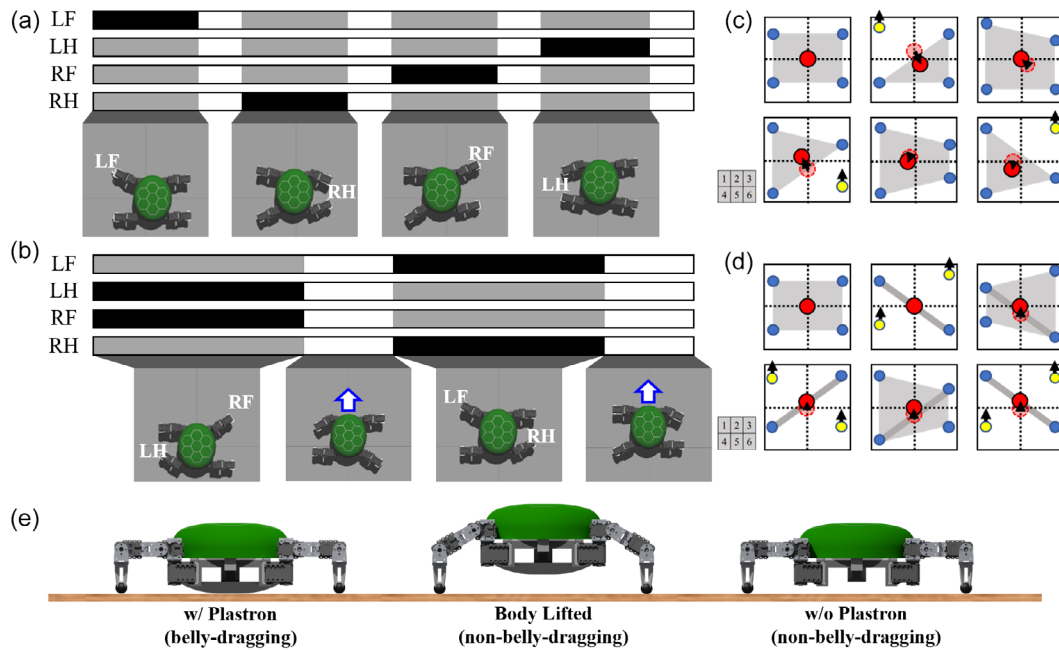 (a)
LF
LH
RF
RH
LF
RH
RF
LH
(b)
LF
LH
RF
RH
RF
LH
LF
RH
(c)
1 2 3
4 5 6
(d)
1 2 3
4 5 6
(e)
w/ Plastron
(belly-dragging)
Body Lifted
(non-belly-dragging)
w/o Plastron
(non-belly-dragging)